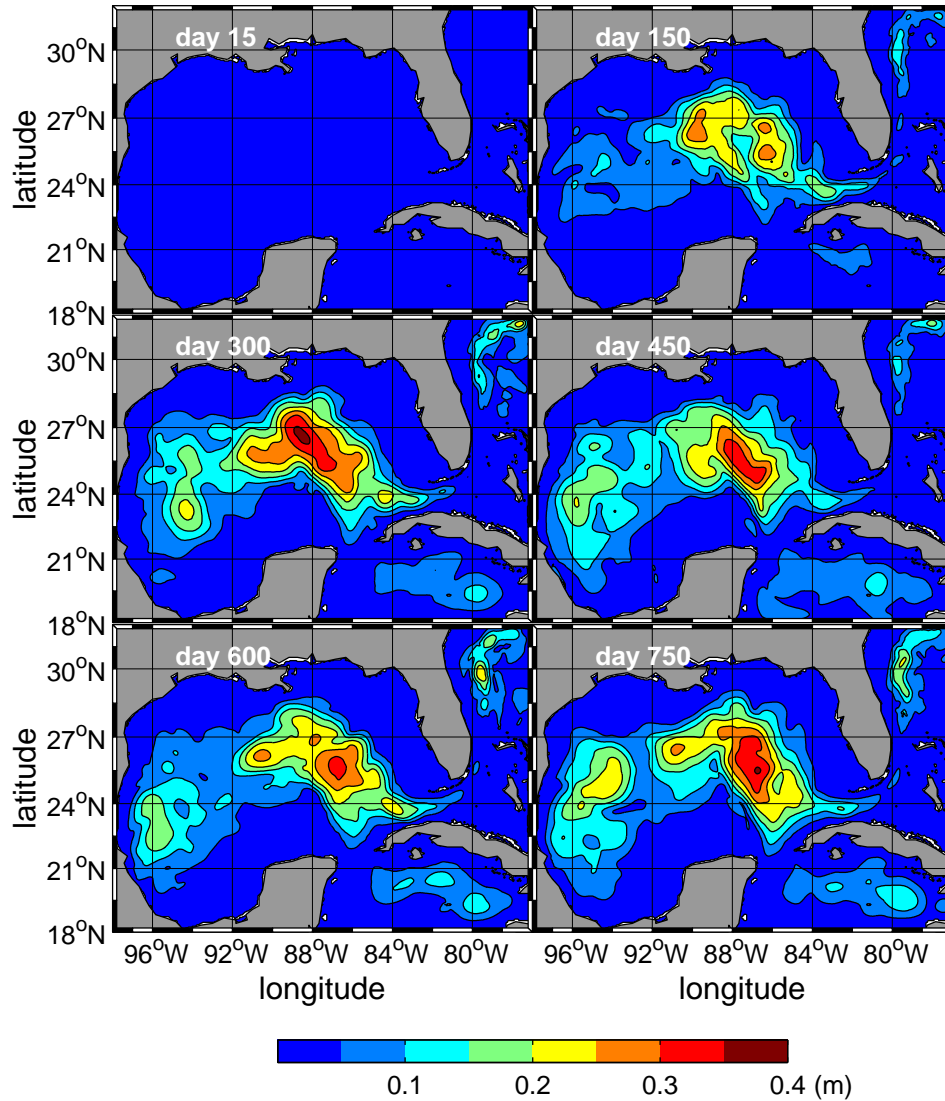 day 15
day 150
30°N
27°N
24°N
21°N
18°N
latitude
day 300
day 450
30°N
27°N
24°N
21°N
18°N
latitude
day 600
day 750
30°N
27°N
24°N
21°N
18°N
latitude
96°W 92°W 88°W 84°W 80°W 96°W 92°W 88°W 84°W 80°W
longitude longitude
0.1 0.2 0.3 0.4 (m)